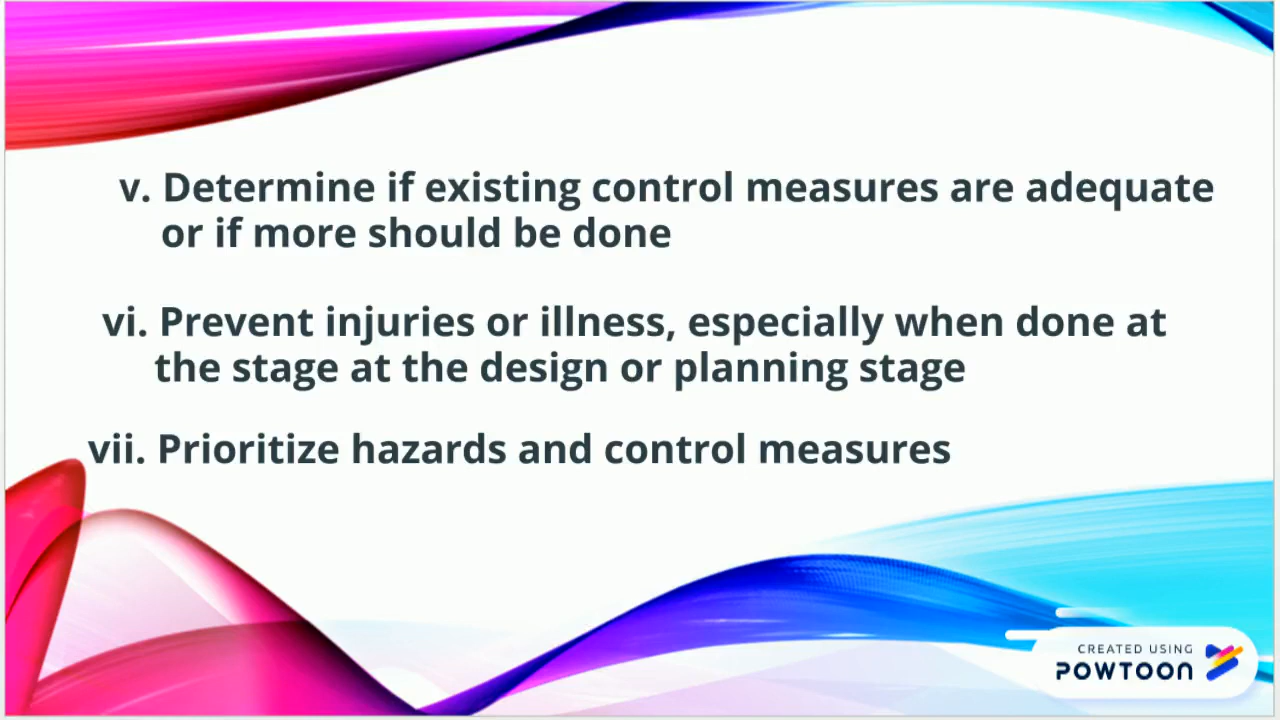 v. Determine if existing control measures are adequate
or if more should be done
vi. Prevent injuries or illness, especially when done at
the stage at the design or planning stage
vii. Prioritize hazards and control measures
CREATED USING
POWTOON